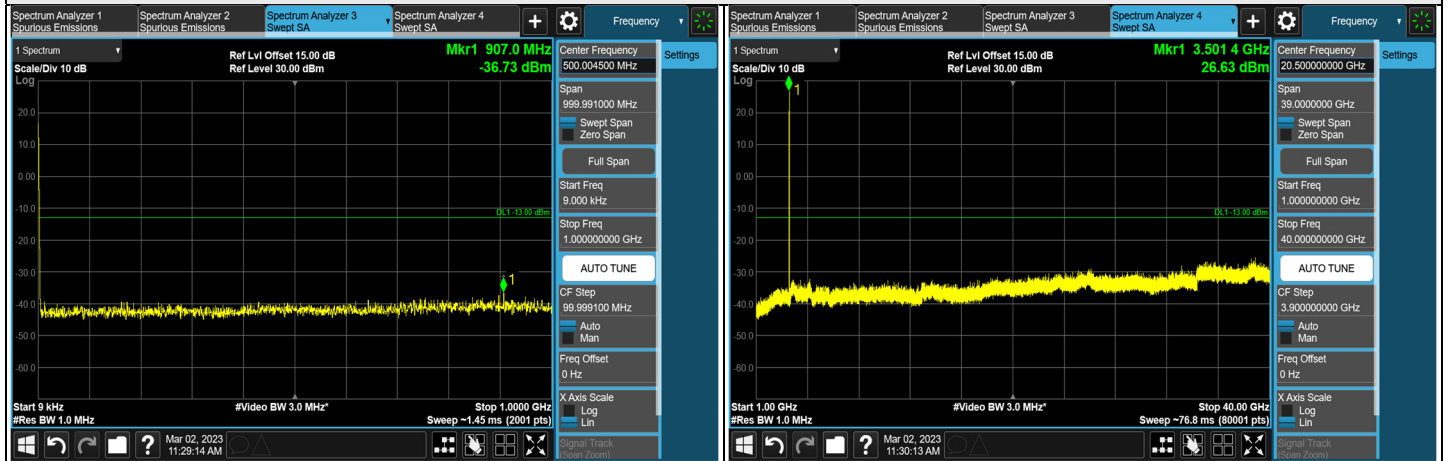 Spectrum Analyzer 1
Spurious Emissions
Spectrum Analyzer 2
Spurious Emissions
Spectrum Analyzer 3
Swept SA
Spectrum Analyzer 4
Swept SA
+
Frequency
1 Spectrum
Scale/Div 10 dB
Log
Ref Lvl Offset 15.00 dB
Ref Level 30.00 dBm
Mkr1 907.0 MHz
-36.73 dBm
20.0
10.0
0.00
-10.0
-20.0
-30.0
-40.0
-50.0
-60.0
DL1 -13.00 dBm
1
Start 9 kHz
#Res BW 1.0 MHz
#Video BW 3.0 MHz*
Stop 1.0000 GHz
Sweep ~1.45 ms (2001 pts)
Center Frequency
500.004500 MHz
Settings
Span
999.991000 MHz
Swept Span
Zero Span
Full Span
Start Freq
9.000 kHz
Stop Freq
1.000000000 GHz
AUTO TUNE
CF Step
99.999100 MHz
Auto
Man
Freq Offset
0 Hz
X Axis Scale
Log
Lin
Signal Track
(Span Zoom)
?
Mar 02, 2023
11:29:14 AM
Spectrum Analyzer 1
Spurious Emissions
Spectrum Analyzer 2
Spurious Emissions
Spectrum Analyzer 3
Swept SA
Spectrum Analyzer 4
Swept SA
+
Frequency
1 Spectrum
Scale/Div 10 dB
Log
Ref Lvl Offset 15.00 dB
Ref Level 30.00 dBm
Mkr1 3.501 4 GHz
26.63 dBm
1
20.0
10.0
0.00
-10.0
-20.0
-30.0
-40.0
-50.0
-60.0
DL1 -13.00 dBm
Start 1.00 GHz
#Res BW 1.0 MHz
#Video BW 3.0 MHz*
Stop 40.00 GHz
Sweep ~76.8 ms (80001 pts)
Center Frequency
20.500000000 GHz
Settings
Span
39.0000000 GHz
Swept Span
Zero Span
Full Span
Start Freq
1.000000000 GHz
Stop Freq
40.000000000 GHz
AUTO TUNE
CF Step
3.900000000 GHz
Auto
Man
Freq Offset
0 Hz
X Axis Scale
Log
Lin
Signal Track
(Span Zoom)
?
Mar 02, 2023
11:30:13 AM